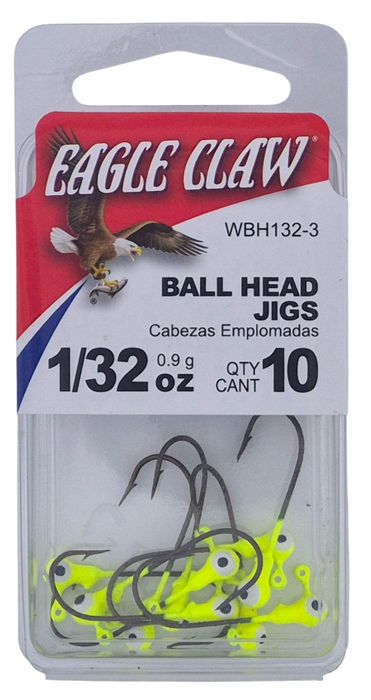 EAGLE CLAW®
WBH132-3
BALL HEAD
JIGS
Cabezas Emplomadas
1/32 oz
0.9 g
QTY
CANT
10